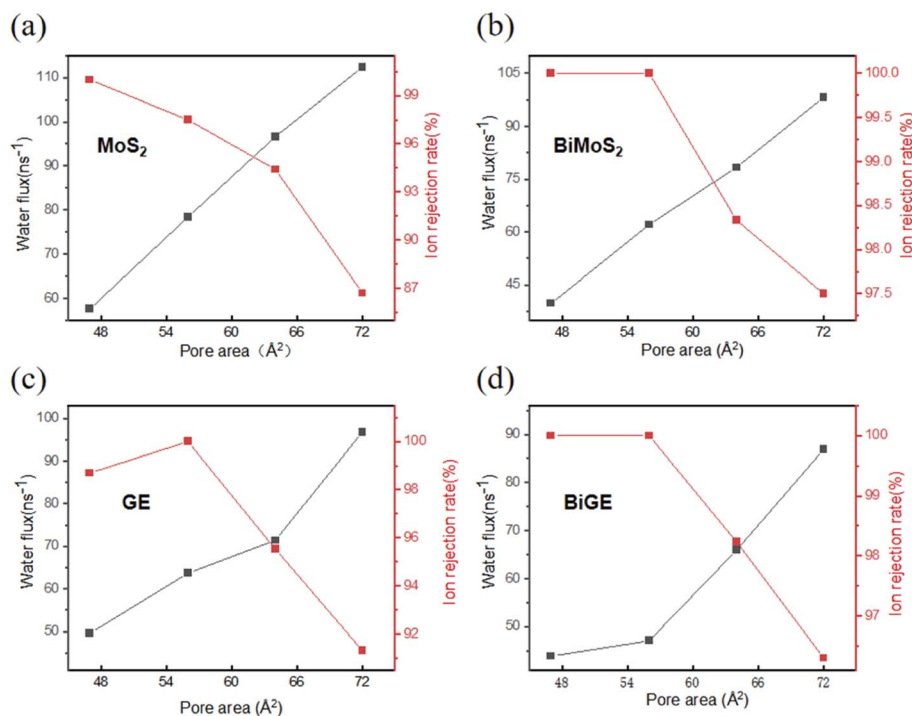 (a)
110
100
90
80
70
60
Water flux(ns⁻¹)
MoS₂
99
96
93
90
87
Ion rejection rate(%)
48 54 60 66 72
Pore area（Å²）
(b)
105
90
75
60
45
Water flux(ns⁻¹)
BiMoS₂
100.0
99.5
99.0
98.5
98.0
97.5
Ion rejection rate(%)
48 54 60 66 72
Pore area (Å²)
(c)
100
90
80
70
60
50
Water flux(ns⁻¹)
GE
100
98
96
94
92
Ion rejection rate(%)
48 54 60 66 72
Pore area (Å²)
(d)
90
80
70
60
50
Water flux(ns⁻¹)
BiGE
100
99
98
97
Ion rejection rate(%)
48 54 60 66 72
Pore area (Å²)